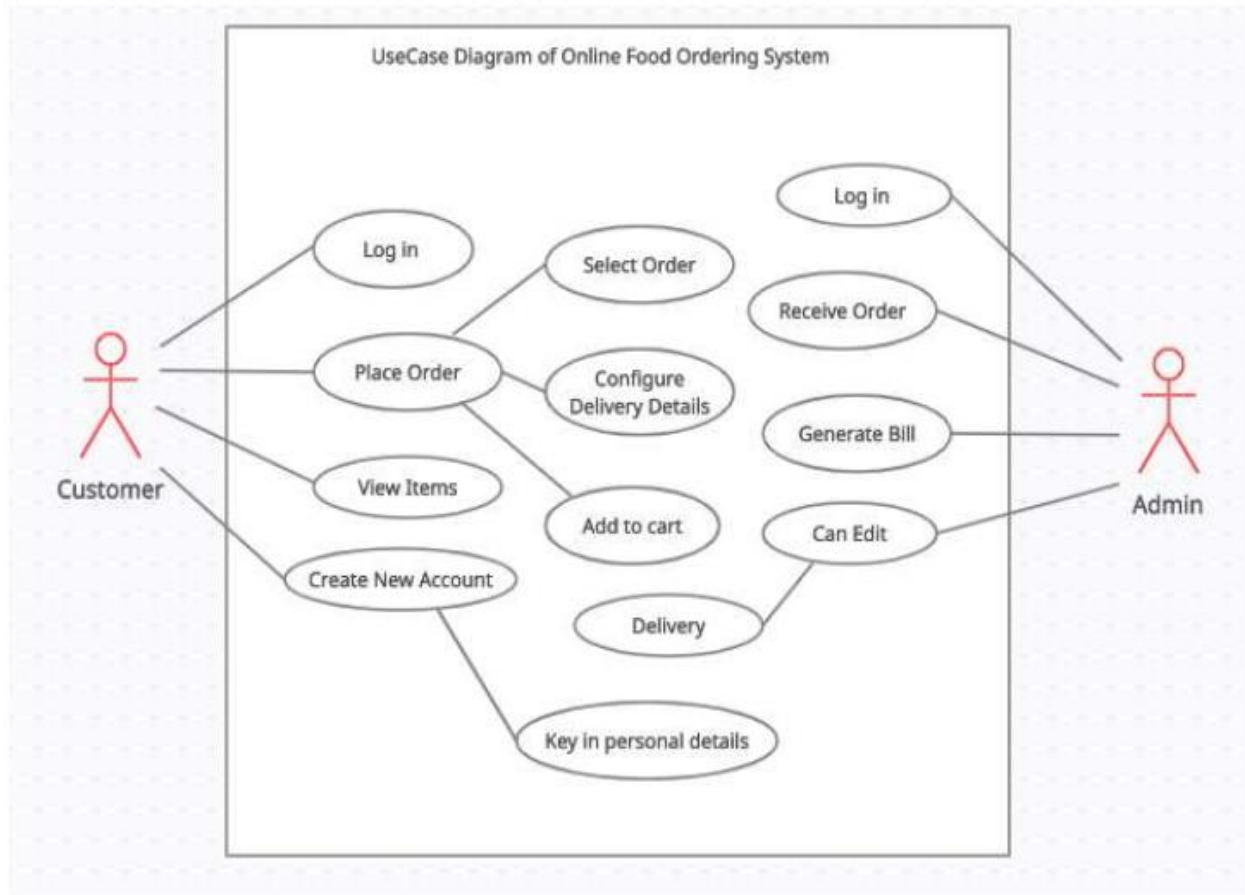 UseCase Diagram of Online Food Ordering System
Log in
Log in
Select Order
Receive Order
Place Order
Configure
Delivery Details
Generate Bill
Customer
View Items
Admin
Add to cart
Can Edit
Create New Account
Delivery
Key in personal details